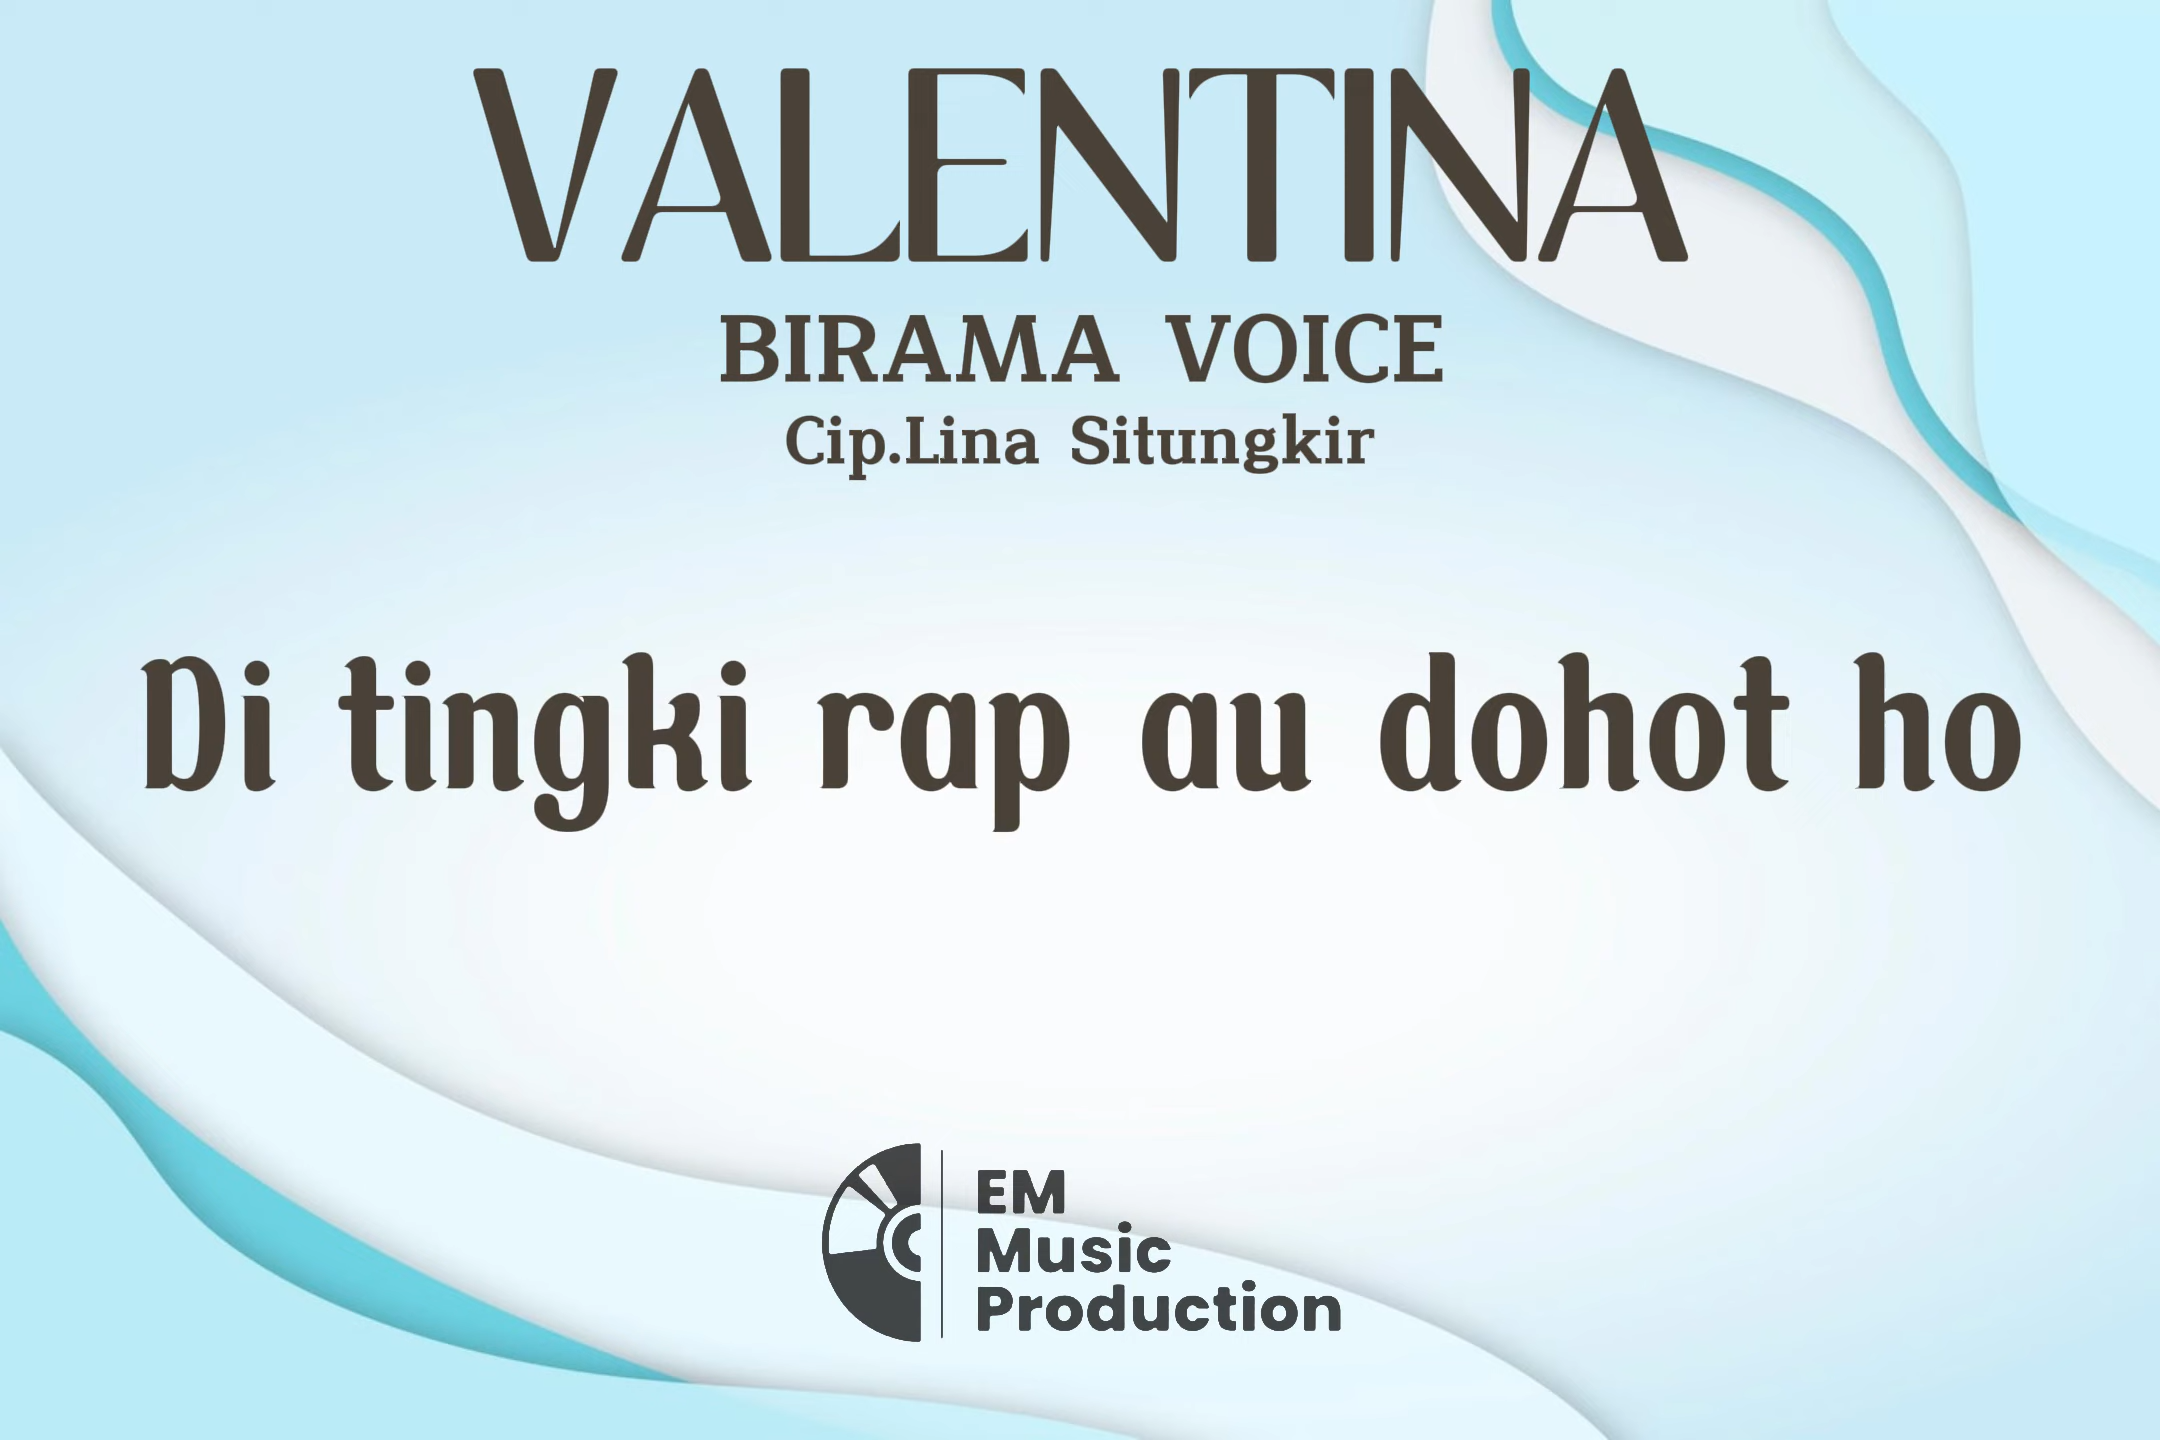 VALENTINA
BIRAMA VOICE
Cip.Lina Situngkir
Di tingki rap au dohot ho
EM
Music
Production